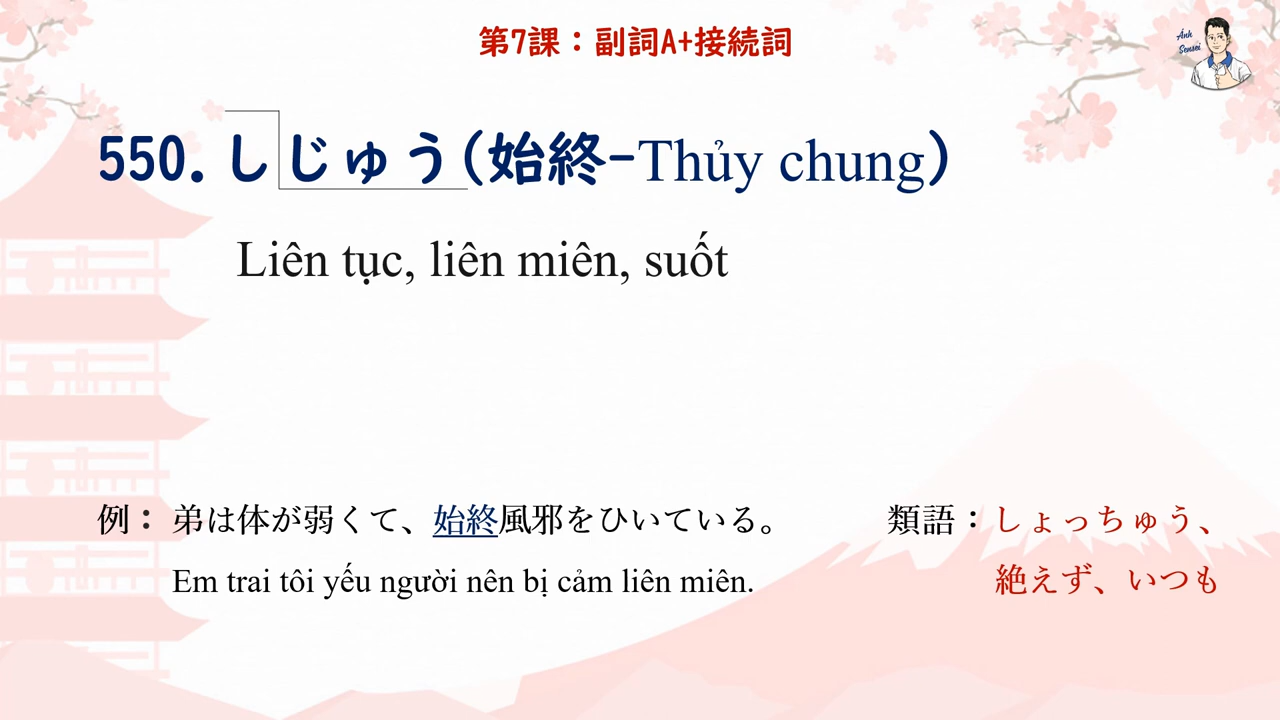 第7課：副詞A+接続詞
Anh Sensei
550. しじゅう(始終-Thủy chung)
Liên tục, liên miên, suốt
例： 弟は体が弱くて、始終風邪をひいている。
Em trai tôi yếu người nên bị cảm liên miên.
類語：しょっちゅう、
絶えず、いつも